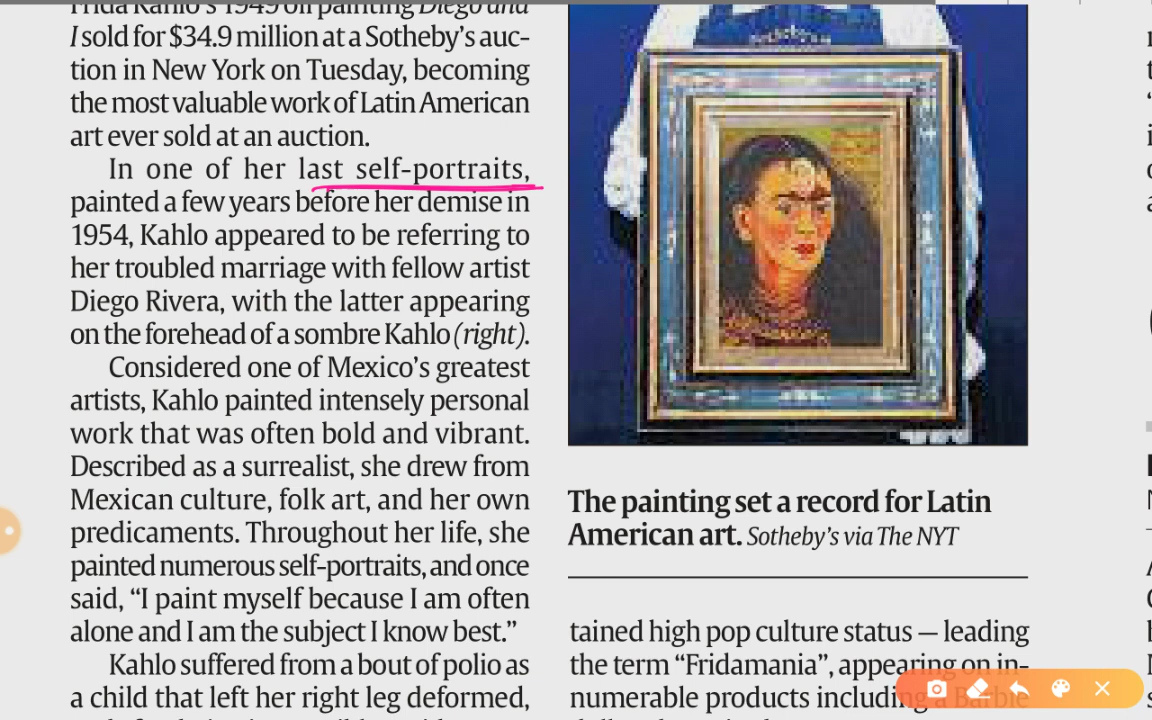 Frida Kahlo's 1949 oil painting Diego and
I sold for $34.9 million at a Sotheby's auc-
tion in New York on Tuesday, becoming
the most valuable work of Latin American
art ever sold at an auction.
In one of her last self-portraits,
painted a few years before her demise in
1954, Kahlo appeared to be referring to
her troubled marriage with fellow artist
Diego Rivera, with the latter appearing
on the forehead of a sombre Kahlo (right).
Considered one of Mexico's greatest
artists, Kahlo painted intensely personal
work that was often bold and vibrant.
Described as a surrealist, she drew from
Mexican culture, folk art, and her own
predicaments. Throughout her life, she
painted numerous self-portraits, and once
said, “I paint myself because I am often
alone and I am the subject I know best.”
Kahlo suffered from a bout of polio as
a child that left her right leg deformed,
The painting set a record for Latin
American art. Sotheby's via The NYT
tained high pop culture status — leading
the term “Fridamania”, appearing on in-
numerable products including a Barbie